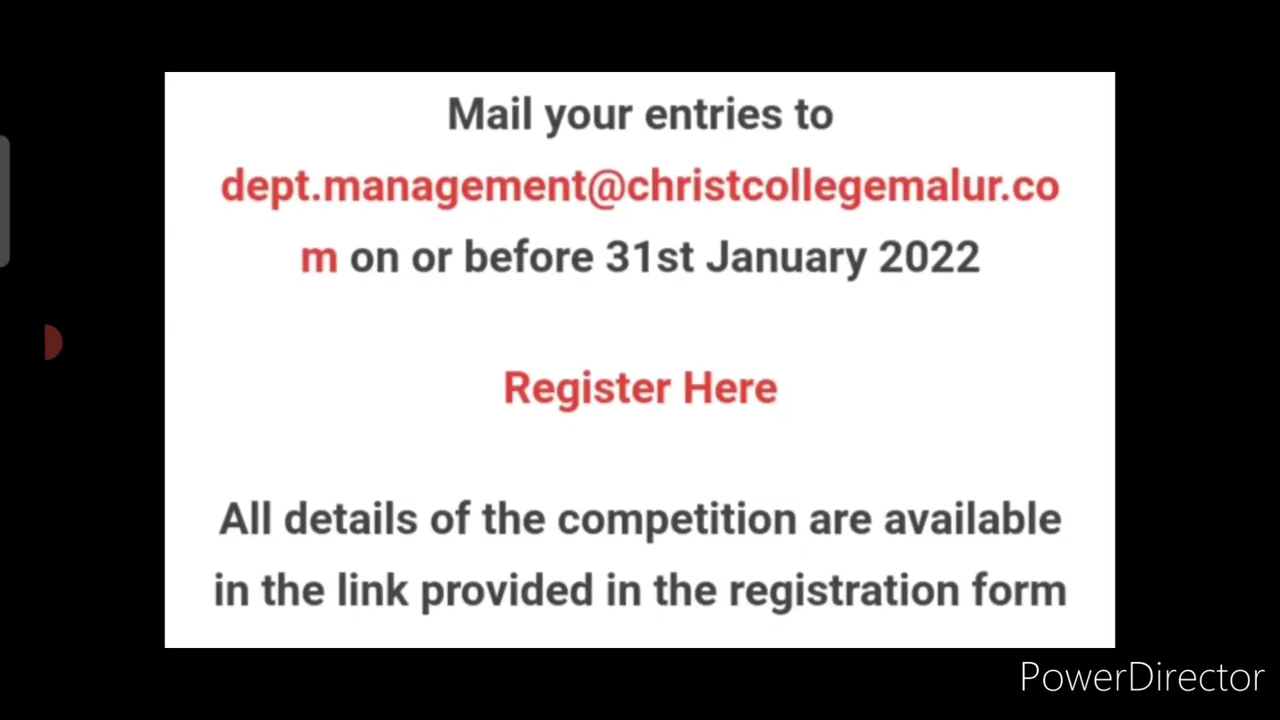 Mail your entries to
dept.management@christcollegemalur.co
m on or before 31st January 2022
Register Here
All details of the competition are available
in the link provided in the registration form
PowerDirector